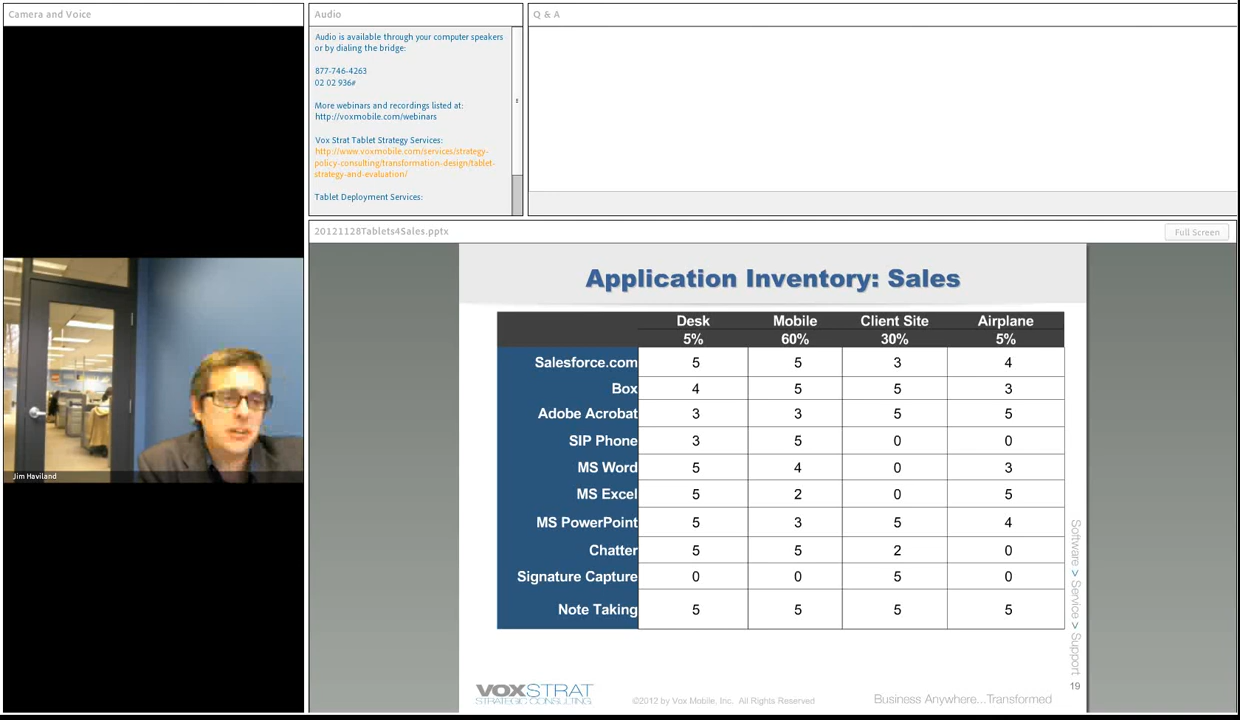 Camera and Voice
Audio
Q & A
Audio is available through your computer speakers
or by dialing the bridge:
877-746-4263
02 02 936#
More webinars and recordings listed at:
http://voxmobile.com/webinars
Vox Strat Tablet Strategy Services:
http://www.voxmobile.com/services/strategy-
policy-consulting/transformation-design/tablet-
strategy-and-evaluation/
Tablet Deployment Services:
20121128Tablets4Sales.pptx
Full Screen
Jim Haviland
Application Inventory: Sales
Desk Mobile Client Site Airplane
5% 60% 30% 5%
Salesforce.com 5 5 3 4
Box 4 5 5 3
Adobe Acrobat 3 3 5 5
SIP Phone 3 5 0 0
MS Word 5 4 0 3
MS Excel 5 2 0 5
MS PowerPoint 5 3 5 4
Chatter 5 5 2 0
Signature Capture 0 0 5 0
Note Taking 5 5 5 5
Software > Service > Support
19
VOXSTRAT
STRATEGIC CONSULTING
©2012 by Vox Mobile, Inc. All Rights Reserved
Business Anywhere...Transformed